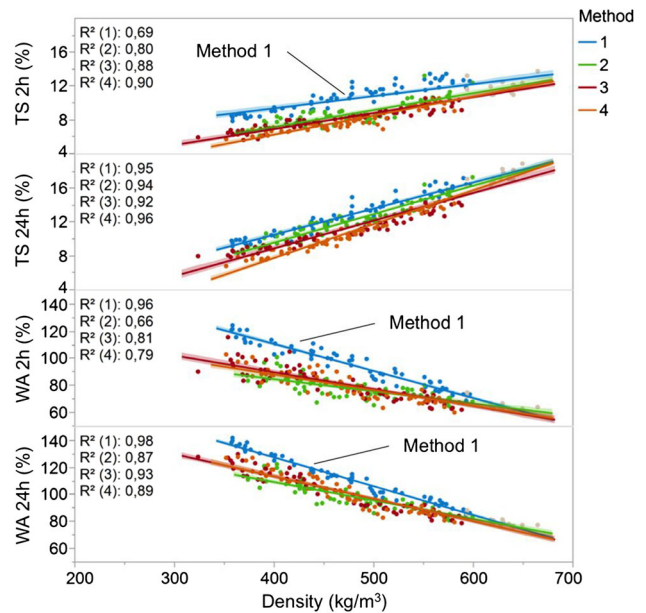 Method
1
2
3
4
TS 2h (%)
16
12
8
4
R² (1): 0,69
R² (2): 0,80
R² (3): 0,88
R² (4): 0,90
Method 1
TS 24h (%)
16
12
8
4
R² (1): 0,95
R² (2): 0,94
R² (3): 0,92
R² (4): 0,96
WA 2h (%)
140
120
100
80
60
R² (1): 0,96
R² (2): 0,66
R² (3): 0,81
R² (4): 0,79
Method 1
WA 24h (%)
140
120
100
80
60
R² (1): 0,98
R² (2): 0,87
R² (3): 0,93
R² (4): 0,89
Method 1
200 300 400 500 600 700
Density (kg/m³)